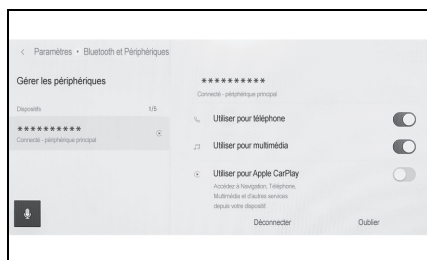 < Paramètres • Bluetooth et Périphériques
Gérer les périphériques
Dispositifs 1/5
**********
Connecté - périphérique principal
**********
Connecté - périphérique principal
Utiliser pour téléphone
Utiliser pour multimédia
Utiliser pour Apple CarPlay
Accédez à Navigation, Téléphone,
Multimédia et d'autres services
depuis votre dispositif.
Déconnecter Oublier